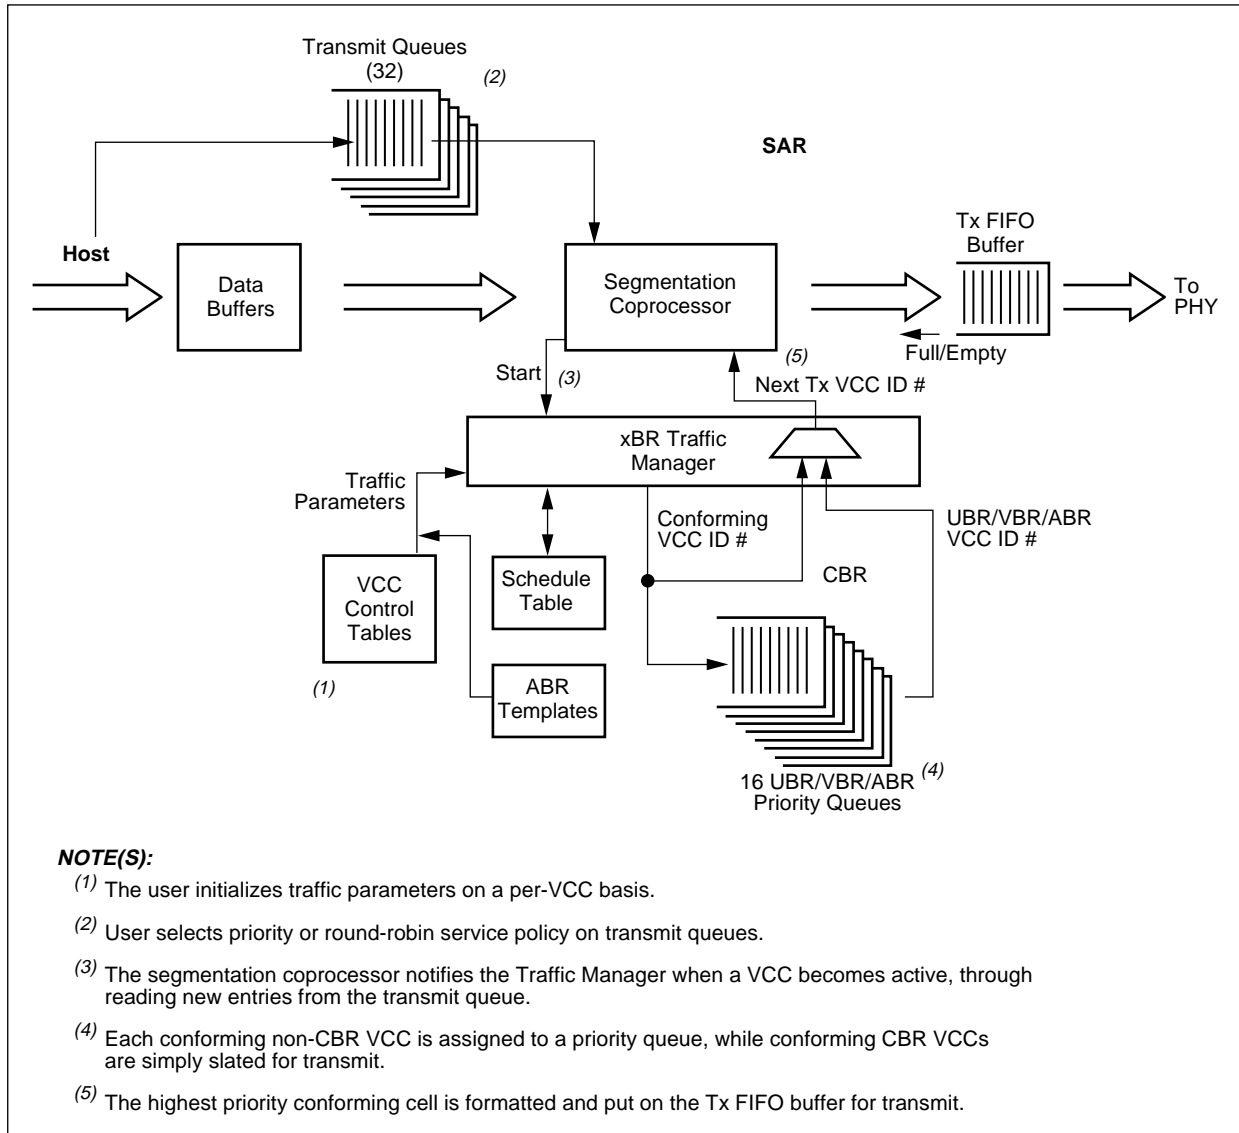 Transmit Queues
(32)
(2)
SAR
Host
Data
Buffers
Segmentation
Coprocessor
Tx FIFO
Buffer
To
PHY
Full/Empty
Start
(3)
(5)
Next Tx VCC ID #
xBR Traffic
Manager
Traffic
Parameters
Conforming
VCC ID #
UBR/VBR/ABR
VCC ID #
CBR
VCC
Control
Tables
(1)
Schedule
Table
ABR
Templates
16 UBR/VBR/ABR
Priority Queues
(4)
NOTE(S):
(1) The user initializes traffic parameters on a per-VCC basis.
(2) User selects priority or round-robin service policy on transmit queues.
(3) The segmentation coprocessor notifies the Traffic Manager when a VCC becomes active, through
reading new entries from the transmit queue.
(4) Each conforming non-CBR VCC is assigned to a priority queue, while conforming CBR VCCs
are simply slated for transmit.
(5) The highest priority conforming cell is formatted and put on the Tx FIFO buffer for transmit.